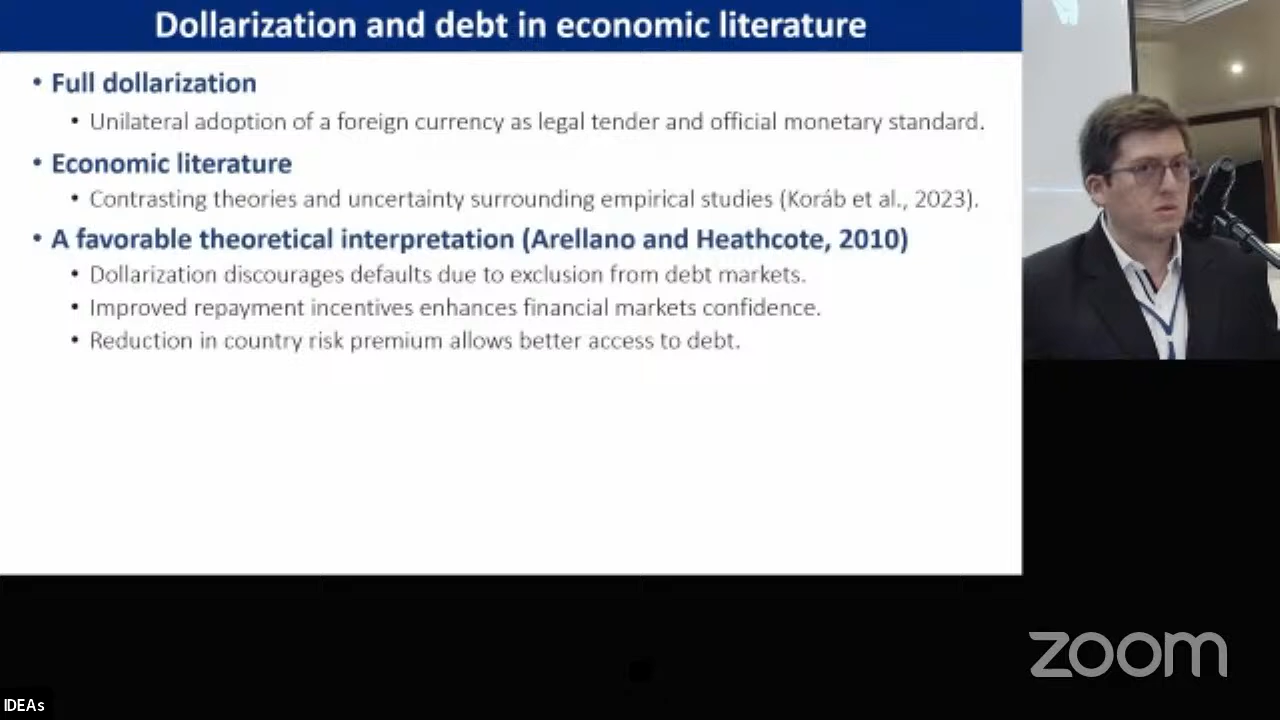 Dollarization and debt in economic literature
• Full dollarization
• Unilateral adoption of a foreign currency as legal tender and official monetary standard.
• Economic literature
• Contrasting theories and uncertainty surrounding empirical studies (Koráb et al., 2023).
• A favorable theoretical interpretation (Arellano and Heathcote, 2010)
• Dollarization discourages defaults due to exclusion from debt markets.
• Improved repayment incentives enhances financial markets confidence.
• Reduction in country risk premium allows better access to debt.
zoom
IDEAs